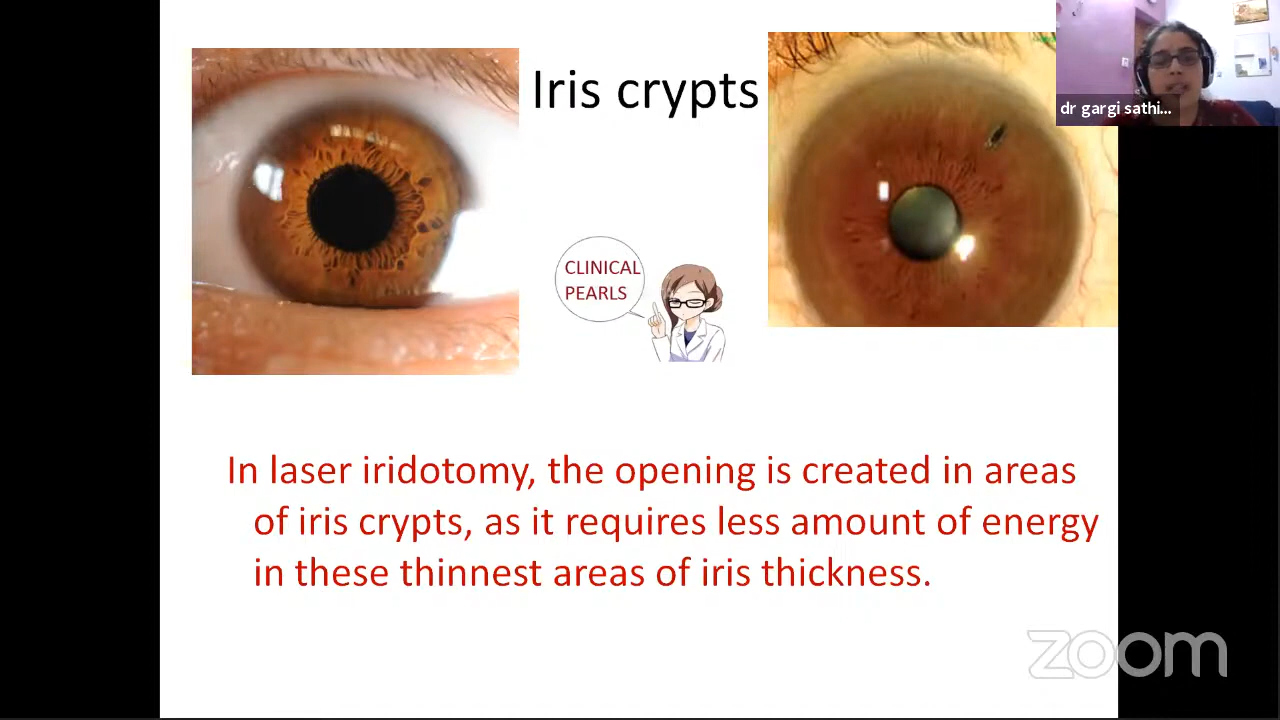 Iris crypts
dr gargi sathi...
CLINICAL
PEARLS
In laser iridotomy, the opening is created in areas
of iris crypts, as it requires less amount of energy
in these thinnest areas of iris thickness.
zoom